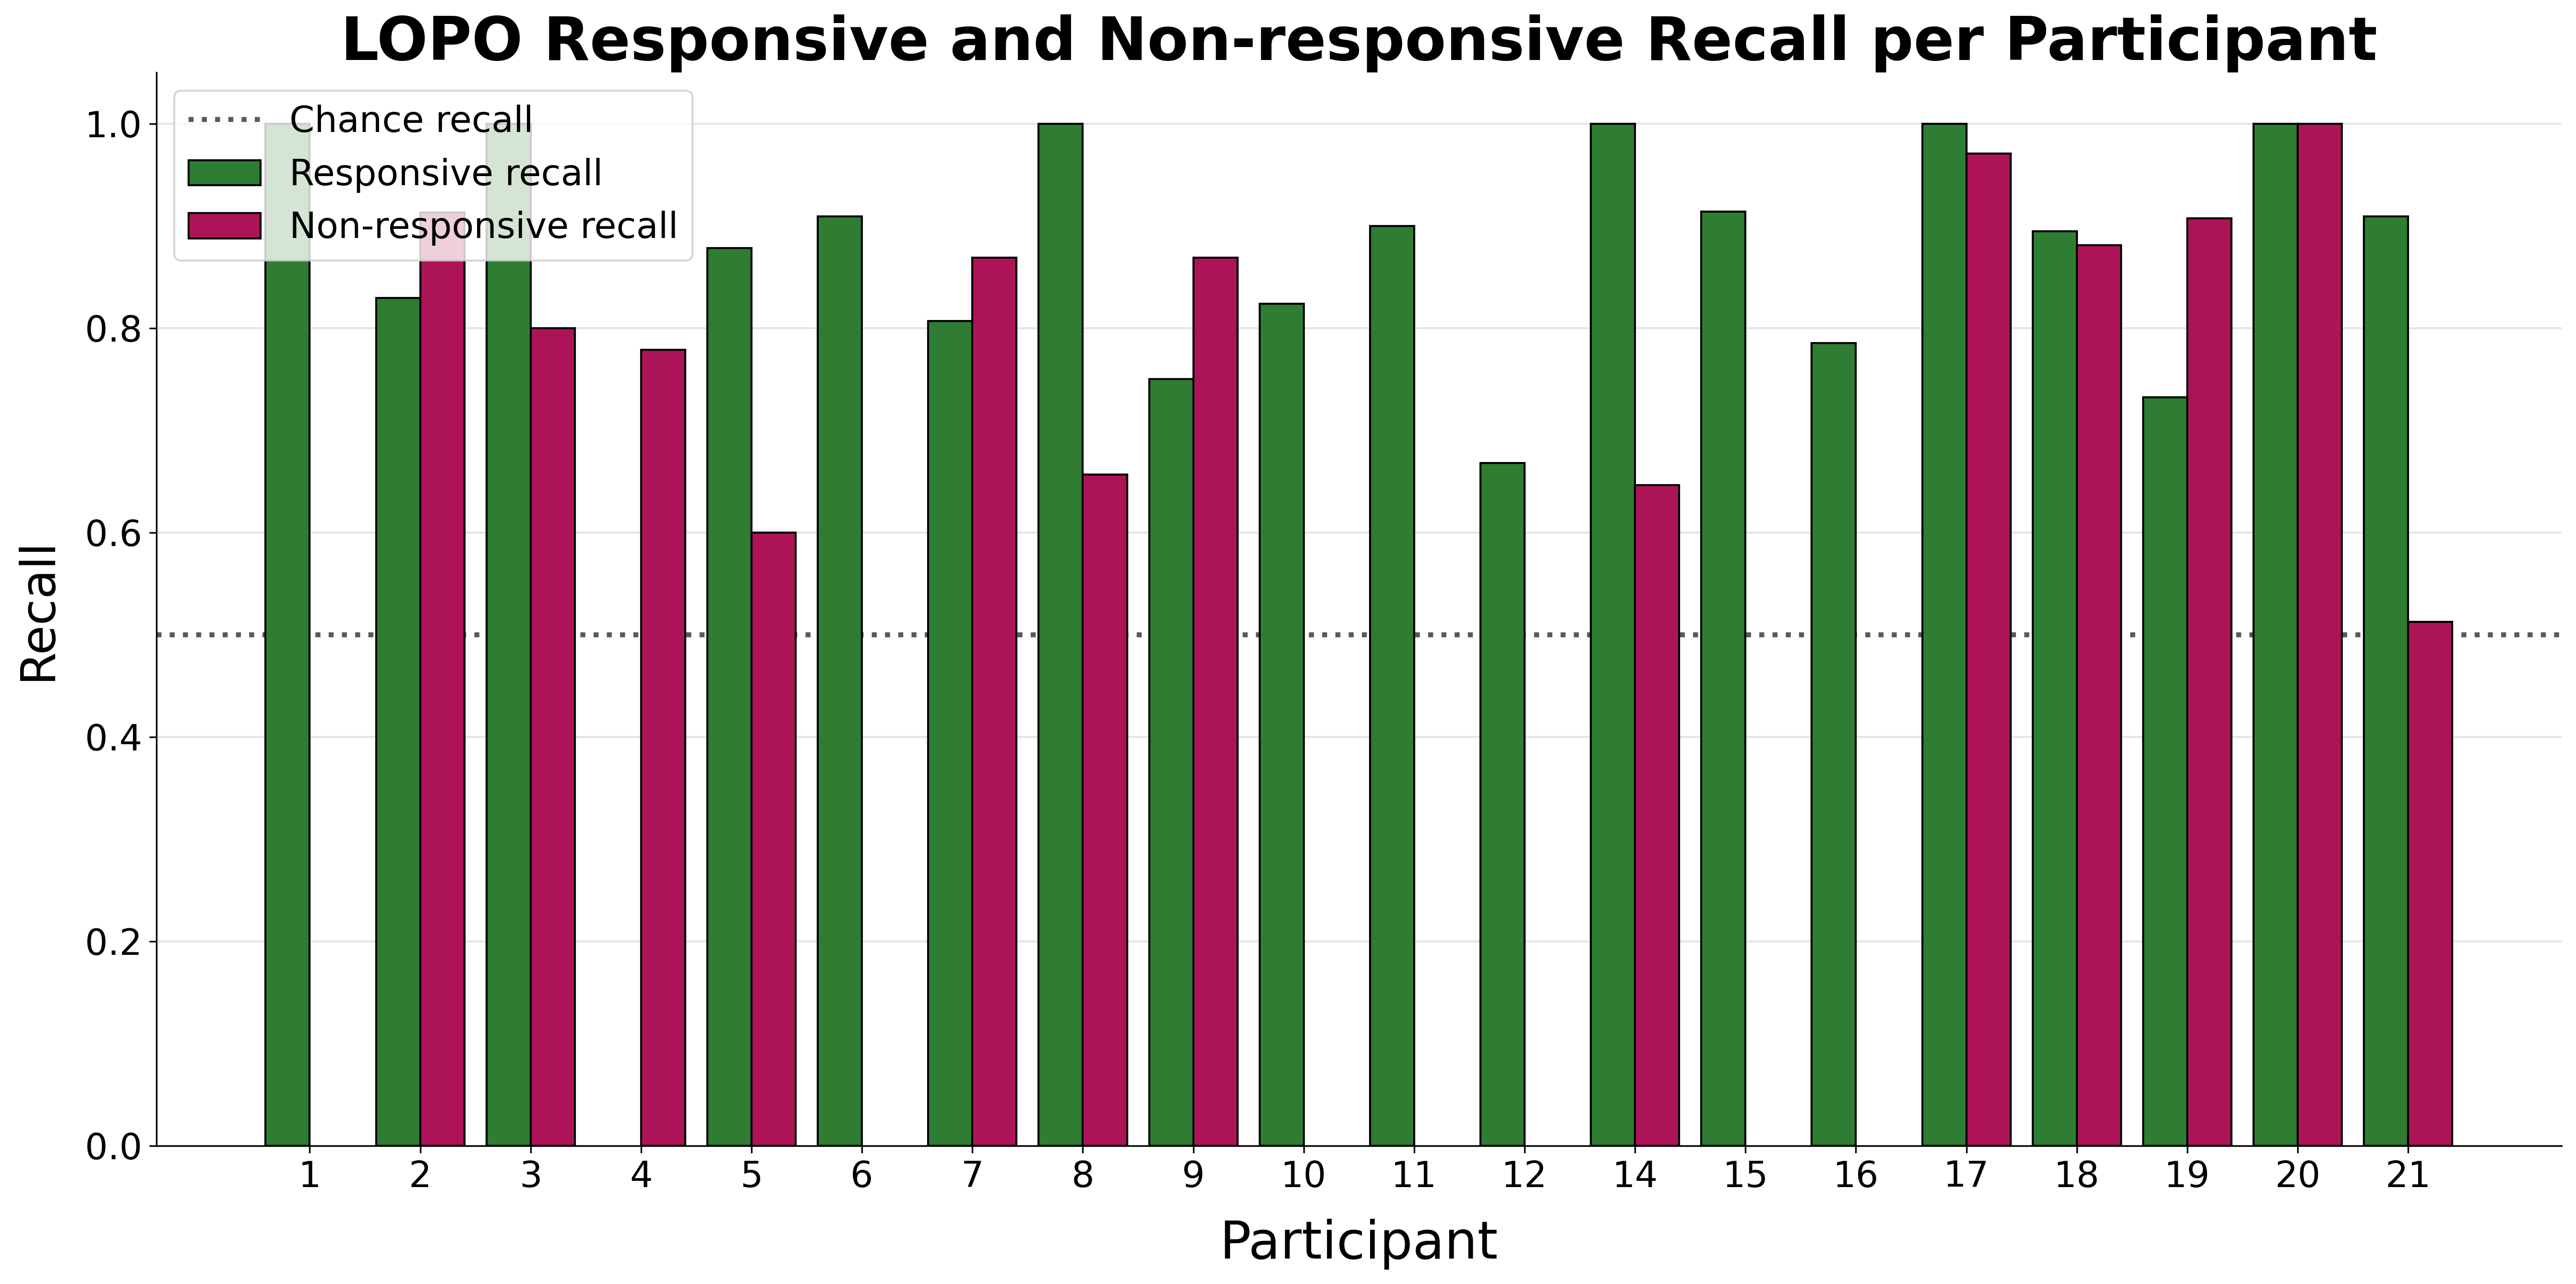 LOPO Responsive and Non-responsive Recall per Participant
Chance recall
Responsive recall
Non-responsive recall
1.0
0.8
0.6
0.4
0.2
0.0
Recall
1 2 3 4 5 6 7 8 9 10 11 12 14 15 16 17 18 19 20 21
Participant